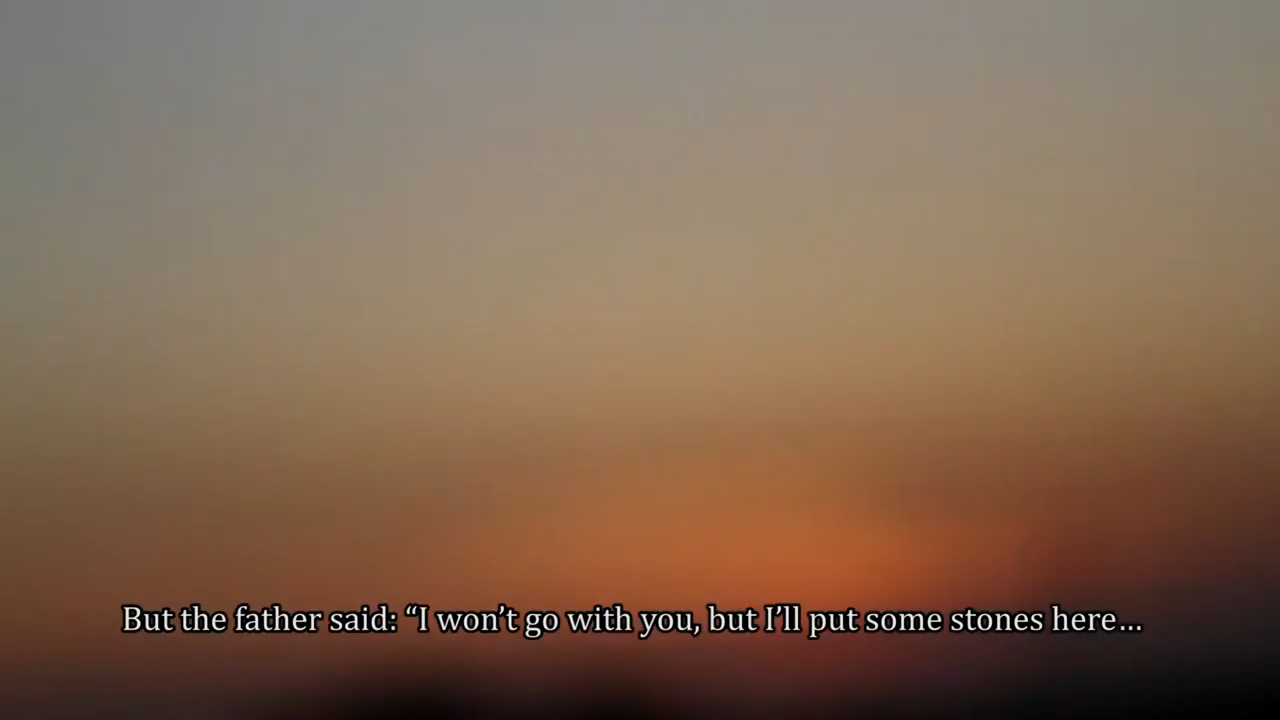 But the father said: “I won’t go with you, but I’ll put some stones here…